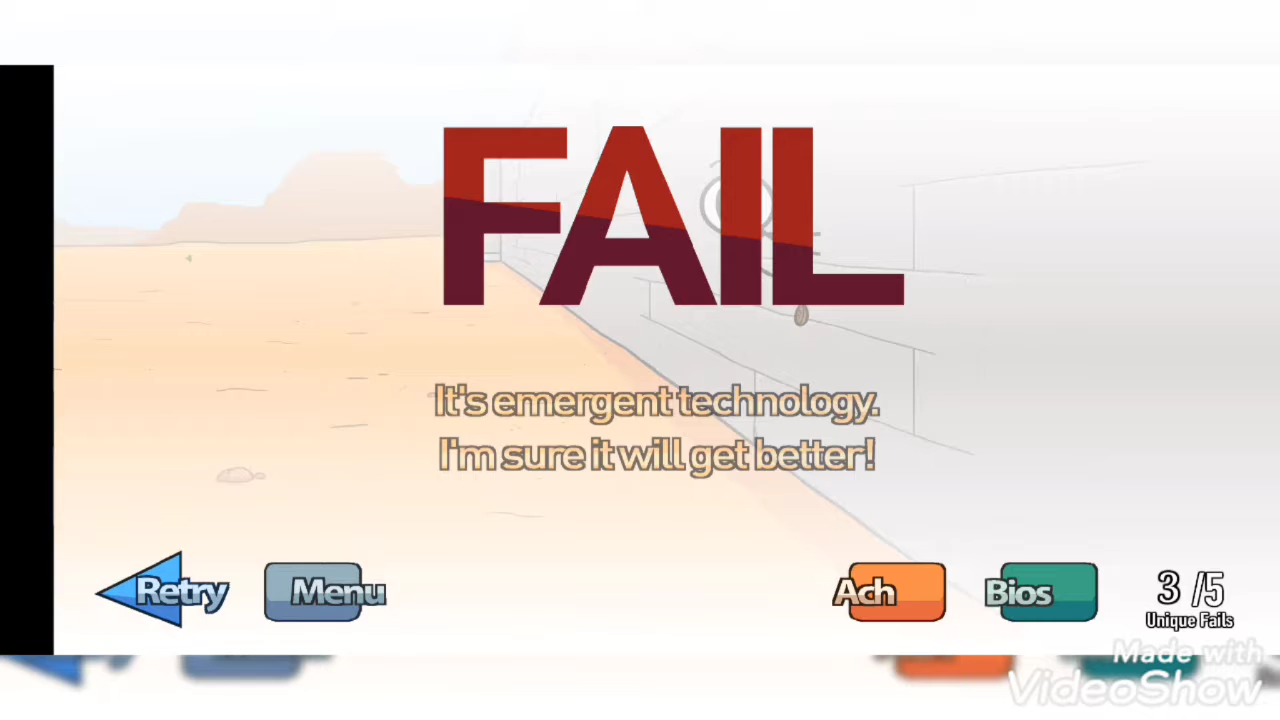 FAIL
It's emergent technology.
I'm sure it will get better!
Retry
Menu
Ach
Bios
3 /5
Unique Fails
Made with
VideoShow